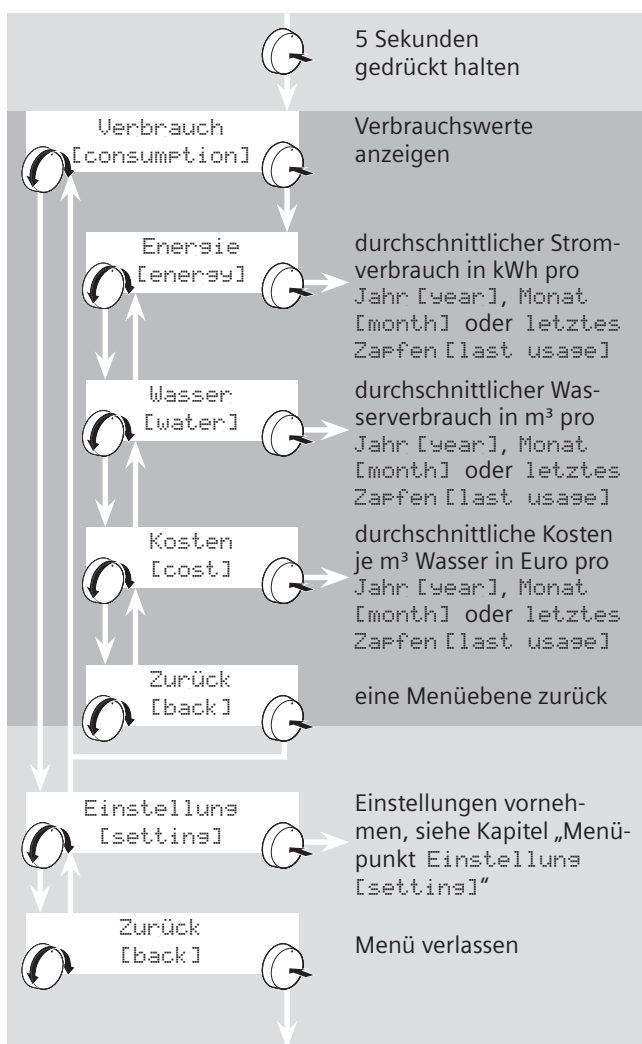 5 Sekunden
gedrückt halten
Verbrauch
[consumption]
Verbrauchswerte
anzeigen
Energie
[energy]
durchschnittlicher Strom-
verbrauch in kWh pro
Jahr [year], Monat
[month] oder letztes
Zapfen [last usage]
Wasser
[water]
durchschnittlicher Was-
serverbrauch in m³ pro
Jahr [year], Monat
[month] oder letztes
Zapfen [last usage]
Kosten
[cost]
durchschnittliche Kosten
je m³ Wasser in Euro pro
Jahr [year], Monat
[month] oder letztes
Zapfen [last usage]
Zurück
[back]
eine Menüebene zurück
Einstellung
[setting]
Einstellungen vorneh-
men, siehe Kapitel „Menü-
punkt Einstellung
[setting]“
Zurück
[back]
Menü verlassen